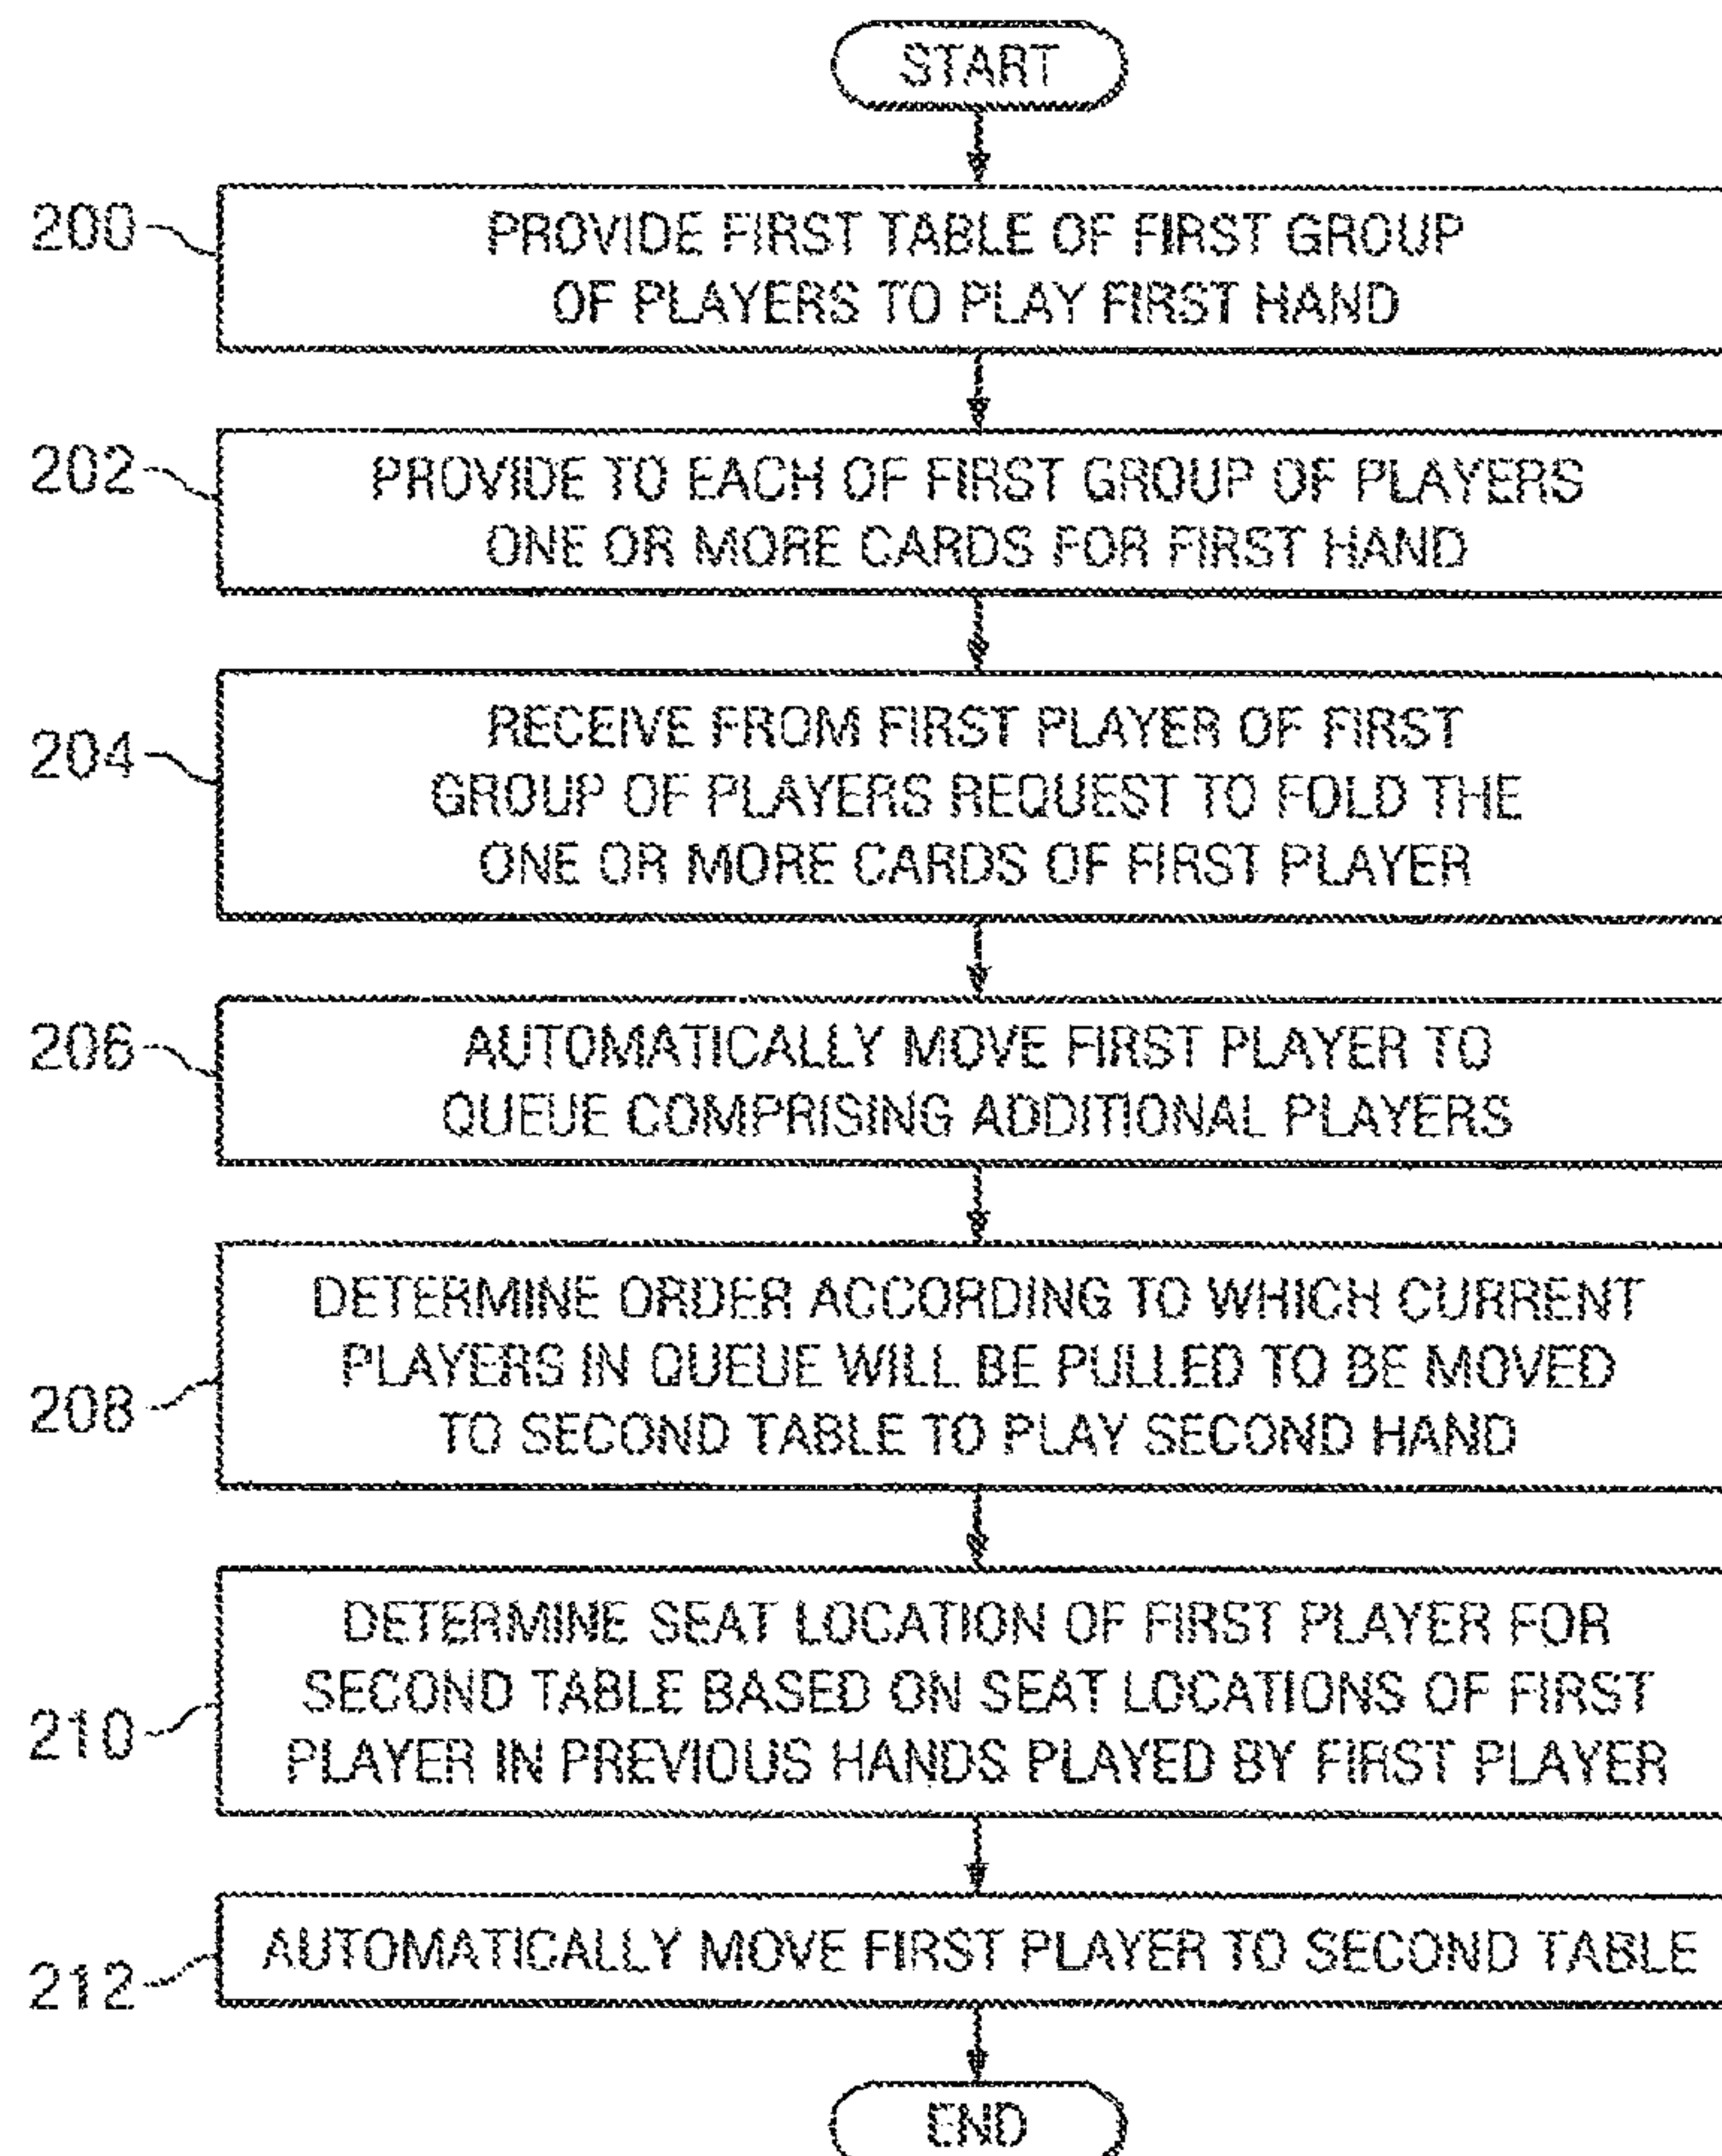 START
200
PROVIDE FIRST TABLE OF FIRST GROUP
OF PLAYERS TO PLAY FIRST HAND
202
PROVIDE TO EACH OF FIRST GROUP OF PLAYERS
ONE OR MORE CARDS FOR FIRST HAND
204
RECEIVE FROM FIRST PLAYER OF FIRST
GROUP OF PLAYERS REQUEST TO FOLD THE
ONE OR MORE CARDS OF FIRST PLAYER
206
AUTOMATICALLY MOVE FIRST PLAYER TO
QUEUE COMPRISING ADDITIONAL PLAYERS
208
DETERMINE ORDER ACCORDING TO WHICH CURRENT
PLAYERS IN QUEUE WILL BE PULLED TO BE MOVED
TO SECOND TABLE TO PLAY SECOND HAND
210
DETERMINE SEAT LOCATION OF FIRST PLAYER FOR
SECOND TABLE BASED ON SEAT LOCATIONS OF FIRST
PLAYER IN PREVIOUS HANDS PLAYED BY FIRST PLAYER
212
AUTOMATICALLY MOVE FIRST PLAYER TO SECOND TABLE
END